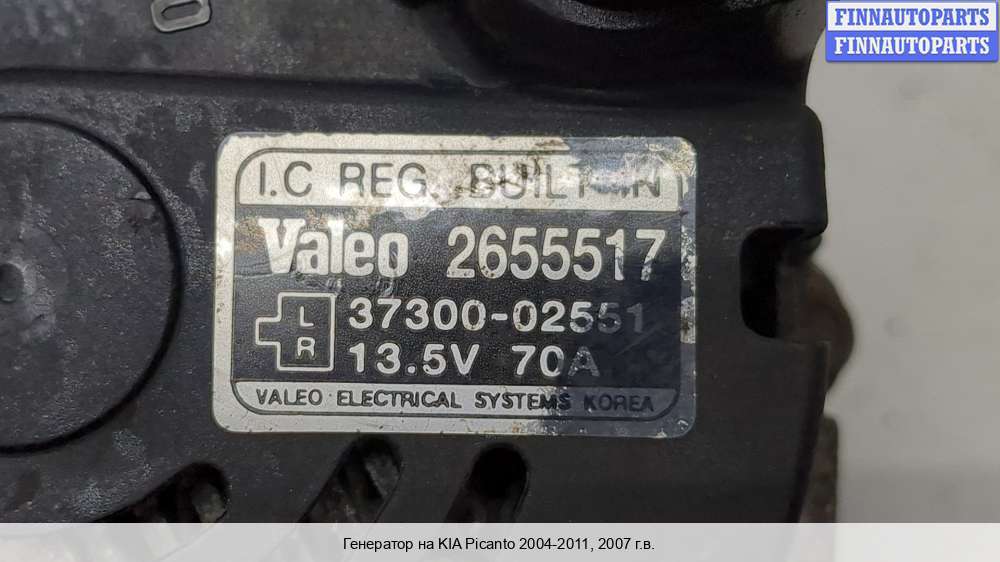 FINNAUTOPARTS
FINNAUTOPARTS
0
I.C REG. BUILT-IN
Valeo 2655517
L
R
37300-02551
13.5V 70A
VALEO ELECTRICAL SYSTEMS KOREA
Генератор на KIA Picanto 2004-2011, 2007 г.в.